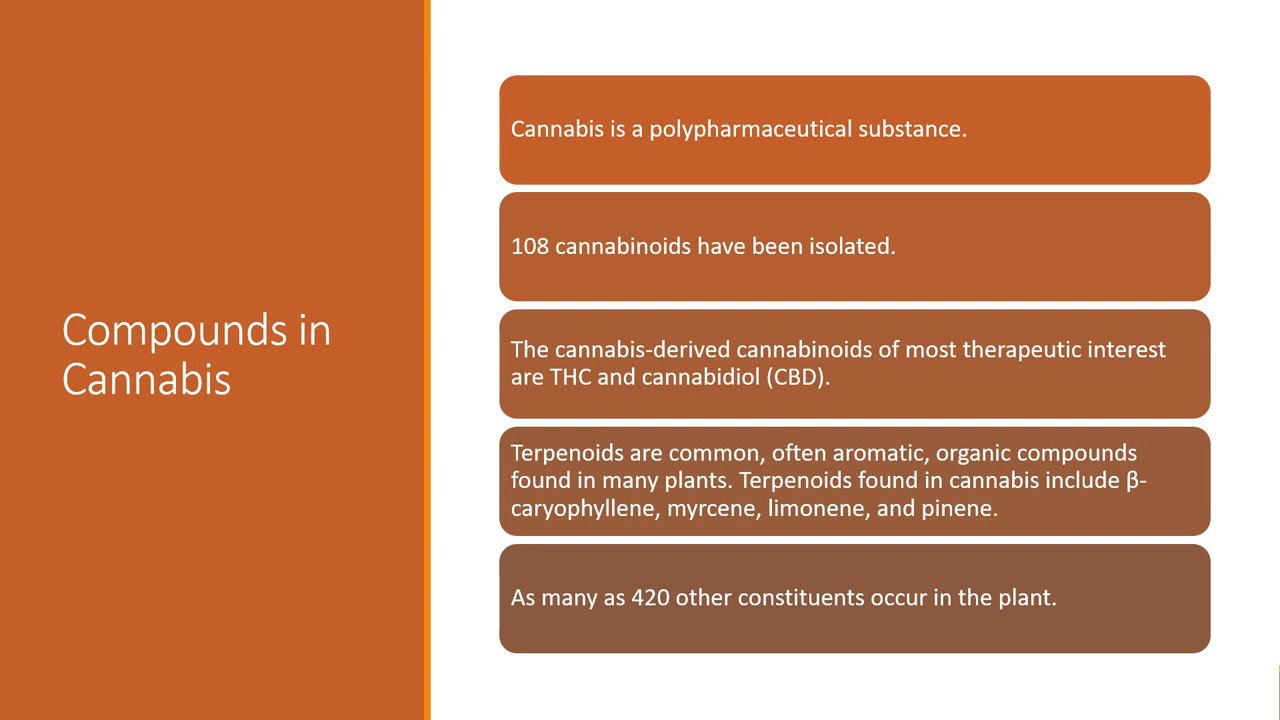 Compounds in
Cannabis
Cannabis is a polypharmaceutical substance.
108 cannabinoids have been isolated.
The cannabis-derived cannabinoids of most therapeutic interest
are THC and cannabidiol (CBD).
Terpenoids are common, often aromatic, organic compounds
found in many plants. Terpenoids found in cannabis include β-
caryophyllene, myrcene, limonene, and pinene.
As many as 420 other constituents occur in the plant.